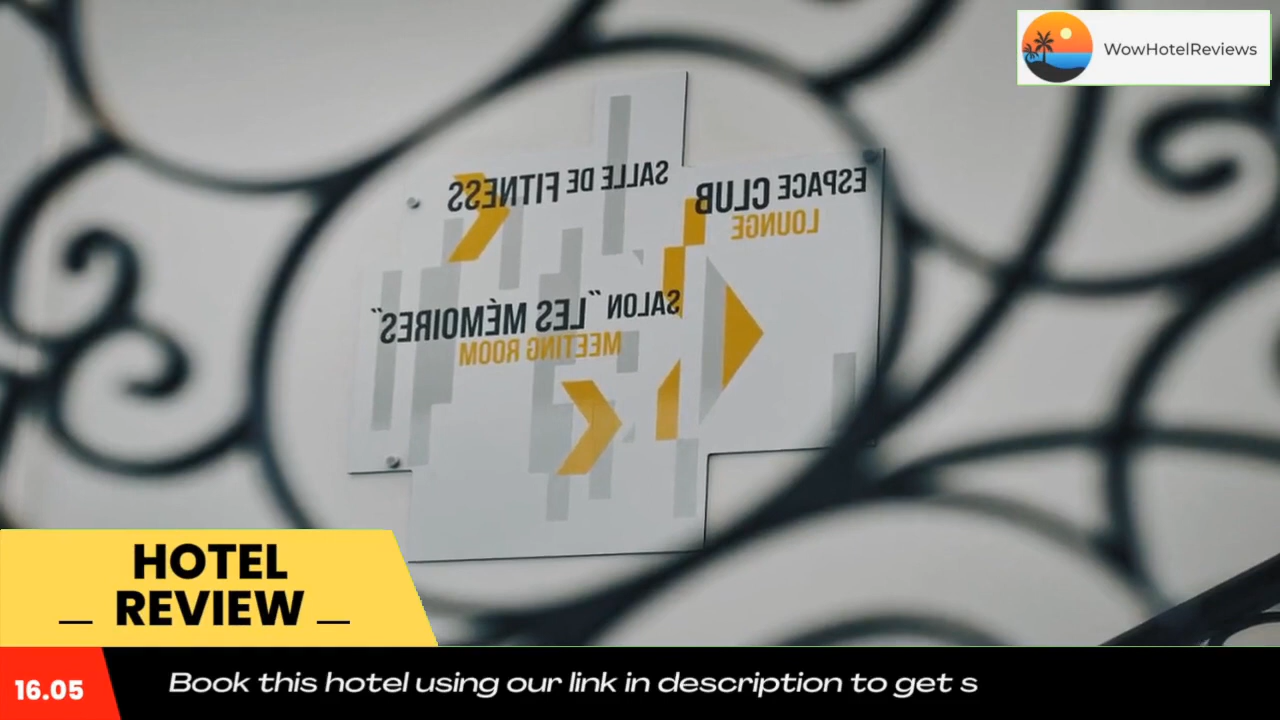 WowHotelReviews
SALLE DE FITNESS
ESPACE CLUB
LOUNGE
SALON "LES MÉMOIRES"
MEETING ROOM
HOTEL
REVIEW
16.05
Book this hotel using our link in description to get s